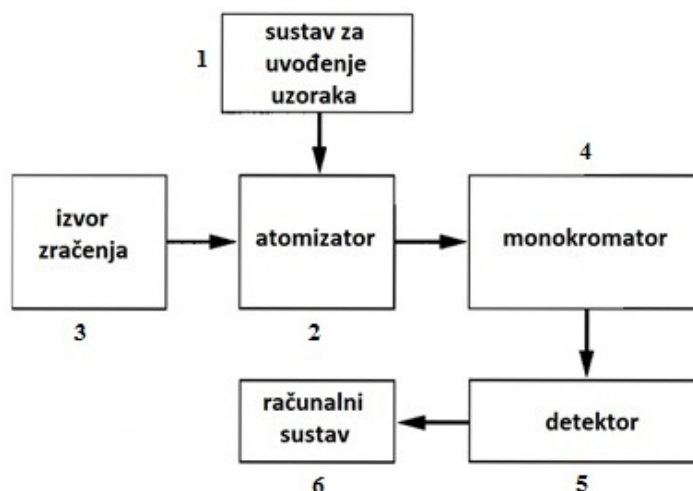 1
sustav za
uvođenje
uzoraka
4
izvor
zračenja
atomizator
monokromator
3
2
računalni
sustav
detektor
6
5